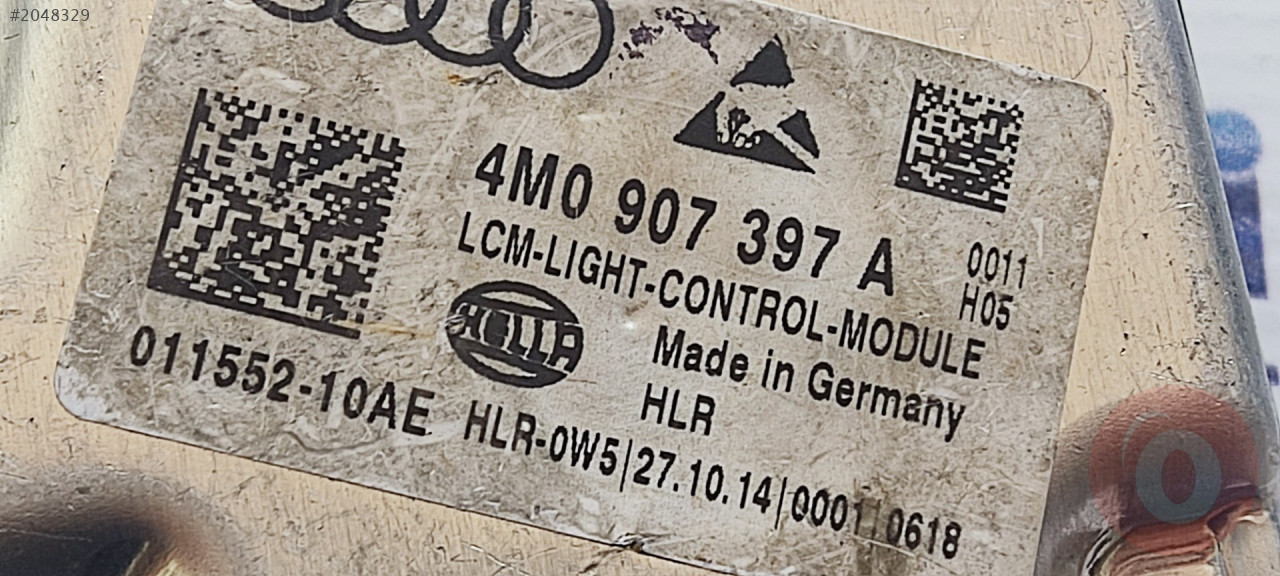 #2048329
4M0 907 397 A
0011
H05
LCM-LIGHT-CONTROL-MODULE
HELLA
Made in Germany
HLR
011552-10AE
HLR-0W5|27.10.14|0001|0618